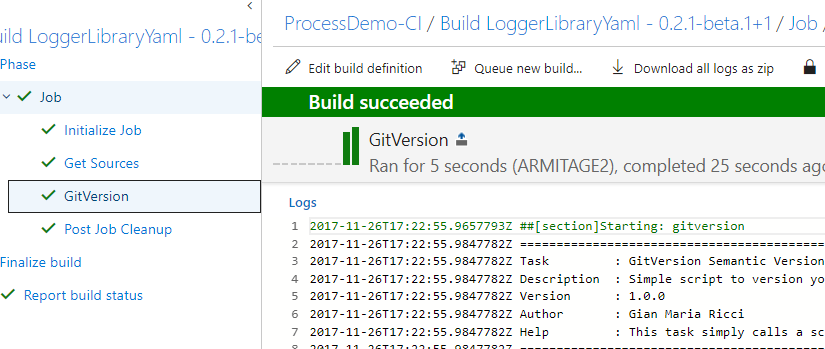 uild LoggerLibraryYaml - 0.2.1-be
Phase
Job
Initialize Job
Get Sources
GitVersion
Post Job Cleanup
Finalize build
Report build status
ProcessDemo-CI / Build LoggerLibraryYaml - 0.2.1-beta.1+1 / Job /
Edit build definition Queue new build... Download all logs as zip
Build succeeded
GitVersion
Ran for 5 seconds (ARMITAGE2), completed 25 seconds ago
Logs
1 2017-11-26T17:22:55.9657793Z ##[section]Starting: gitversion
2 2017-11-26T17:22:55.9847782Z ==========================================
3 2017-11-26T17:22:55.9847782Z Task : GitVersion Semantic Version
4 2017-11-26T17:22:55.9847782Z Description : Simple script to version yo
5 2017-11-26T17:22:55.9847782Z Version : 1.0.0
6 2017-11-26T17:22:55.9847782Z Author : Gian Maria Ricci
7 2017-11-26T17:22:55.9847782Z Help : This task simply calls a sc
8 2017-11-26T17:22:55.9847782Z ==========================================